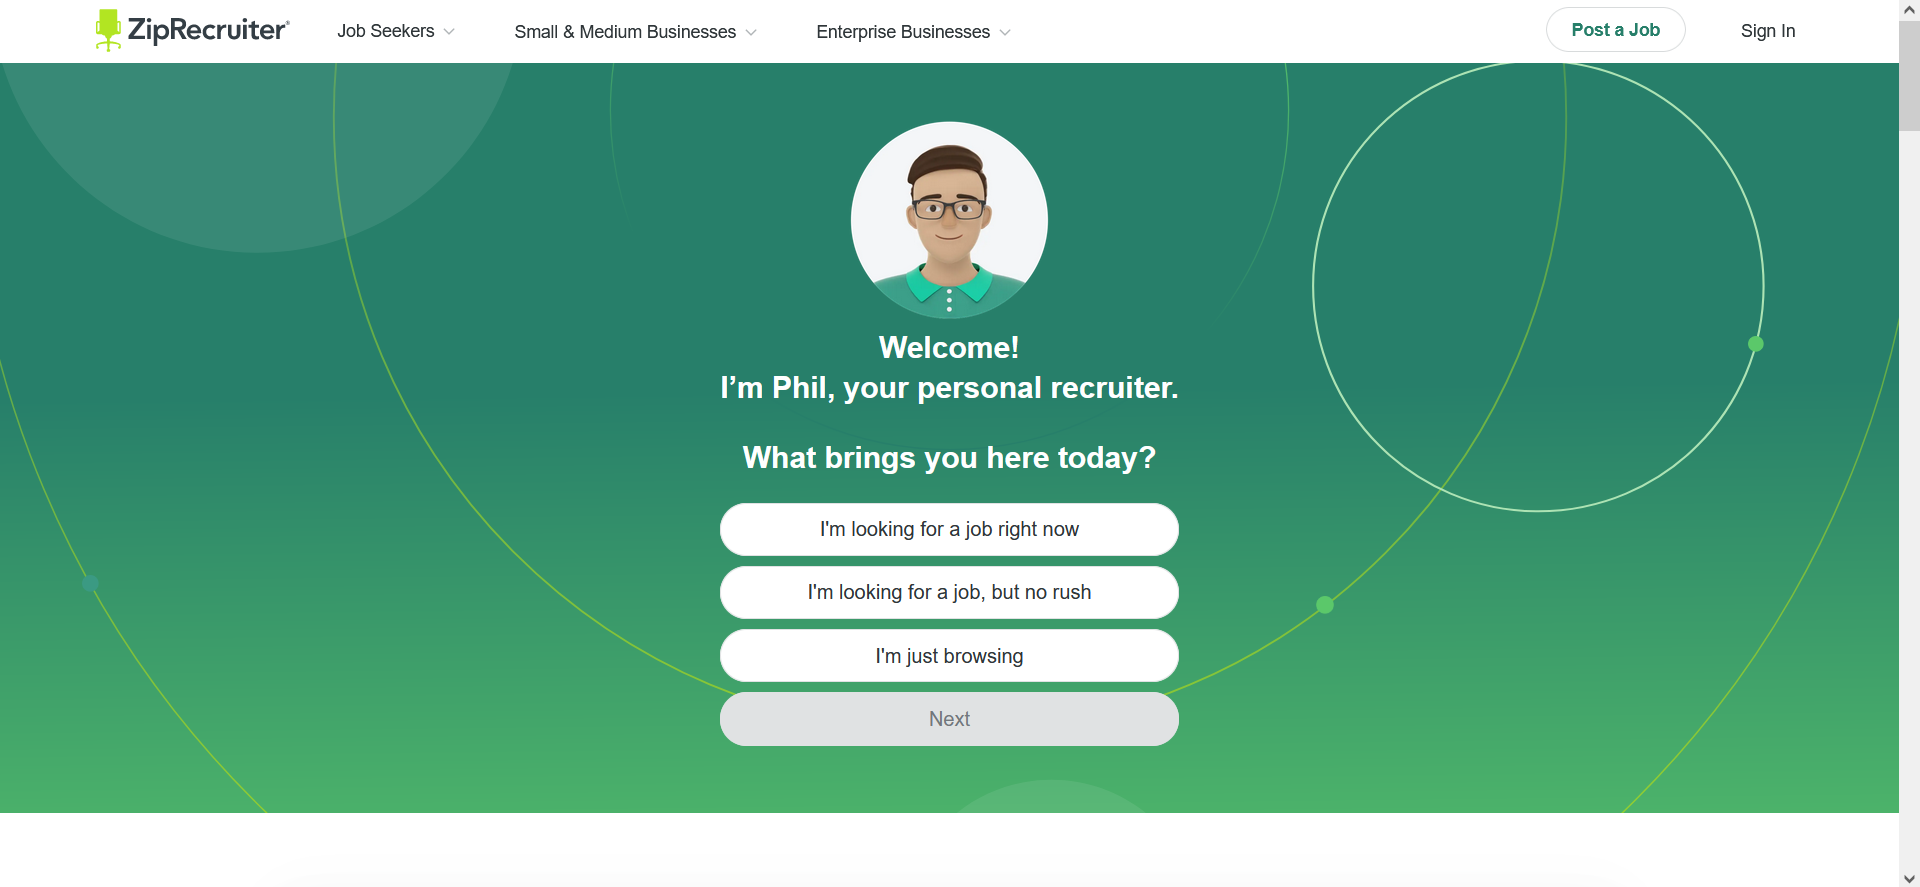 ZipRecruiter®
Job Seekers
Small & Medium Businesses
Enterprise Businesses
Post a Job
Sign In
Welcome!
I’m Phil, your personal recruiter.
What brings you here today?
I'm looking for a job right now
I'm looking for a job, but no rush
I'm just browsing
Next